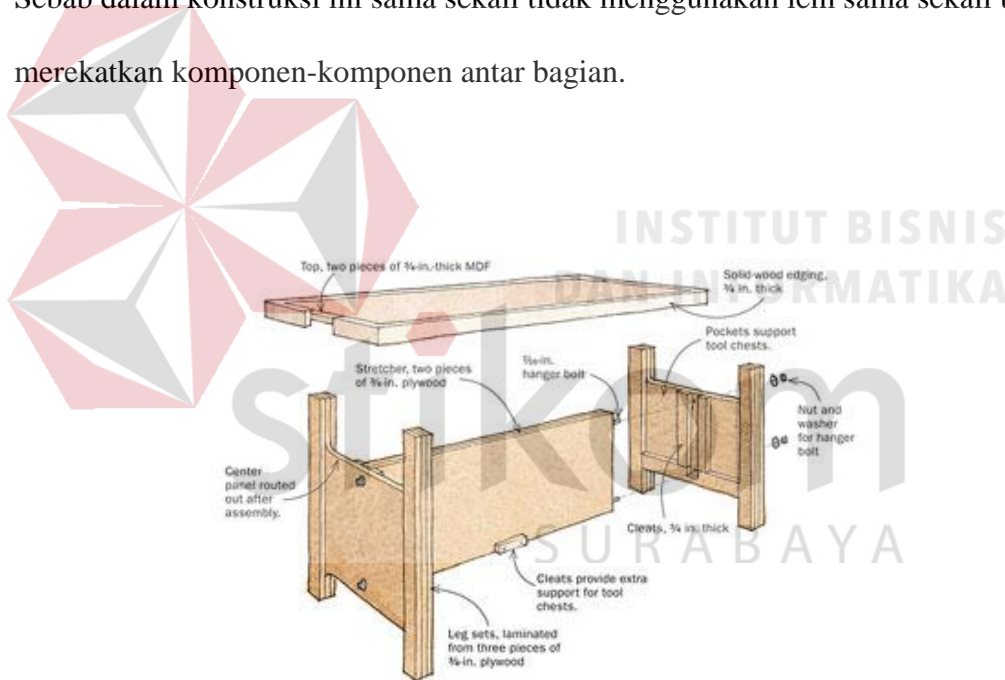 Sebab dalam konstruksi ini sama sekali tidak menggunakan lem sama sekali
merekatkan komponen-komponen antar bagian.
INSTITUT BISNIS
DAN INFORMATIKA
stikom
SURABAYA
Top, two pieces of ¾-in.-thick MDF
Solid-wood edging,
¾ in. thick
Pockets support
tool chests.
Stretcher, two pieces
of ¾-in. plywood
hanger bolt
Nut and
washer
for hanger
bolt
Center
panel routed
out after
assembly.
Cleats, ¾ in. thick
Cleats provide extra
support for tool
chests.
Leg sets, laminated
from three pieces of
¾-in. plywood